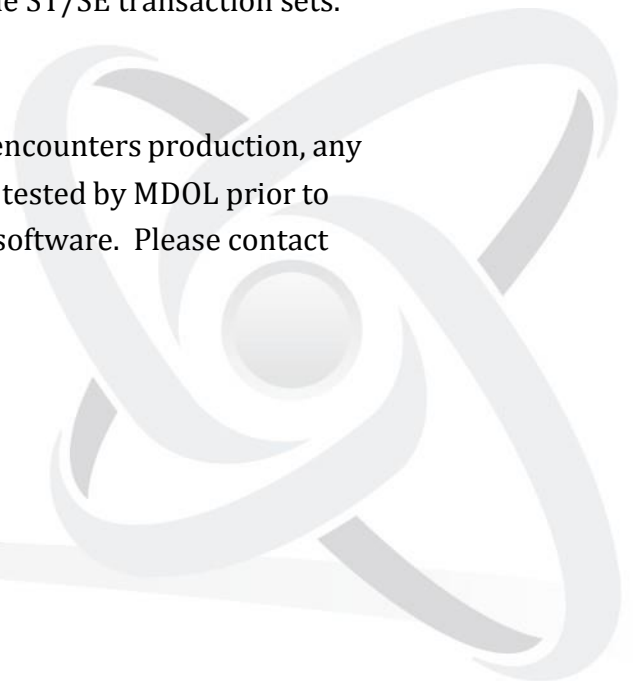 ST/SE transaction sets.
encounters production, any
tested by MDOL prior to
software. Please contact